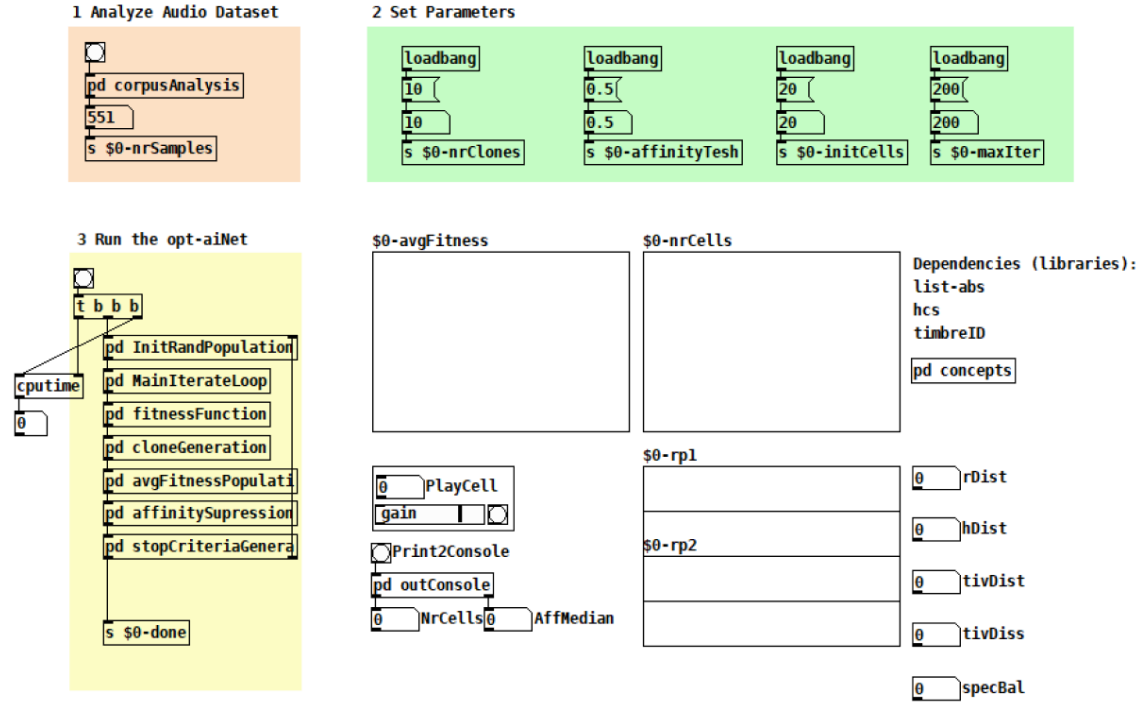 1 Analyze Audio Dataset
pd corpusAnalysis
551
s $0-nrSamples
2 Set Parameters
loadbang
10
10
s $0-nrClones
loadbang
0.5
0.5
s $0-affinityTesh
loadbang
20
20
s $0-initCells
loadbang
200
200
s $0-maxIter
3 Run the opt-aiNet
t b b b
pd InitRandPopulation
pd MainIterateLoop
cputime
0
pd fitnessFunction
pd cloneGeneration
pd avgFitnessPopulati
pd affinitySupression
pd stopCriteriaGenera
s $0-done
$0-avgFitness
$0-nrCells
Dependencies (libraries):
list-abs
hcs
timbreID
pd concepts
0 PlayCell
gain
Print2Console
pd outConsole
0 NrCells 0 AffMedian
$0-rp1
$0-rp2
0 rDist
0 hDist
0 tivDist
0 tivDiss
0 specBal